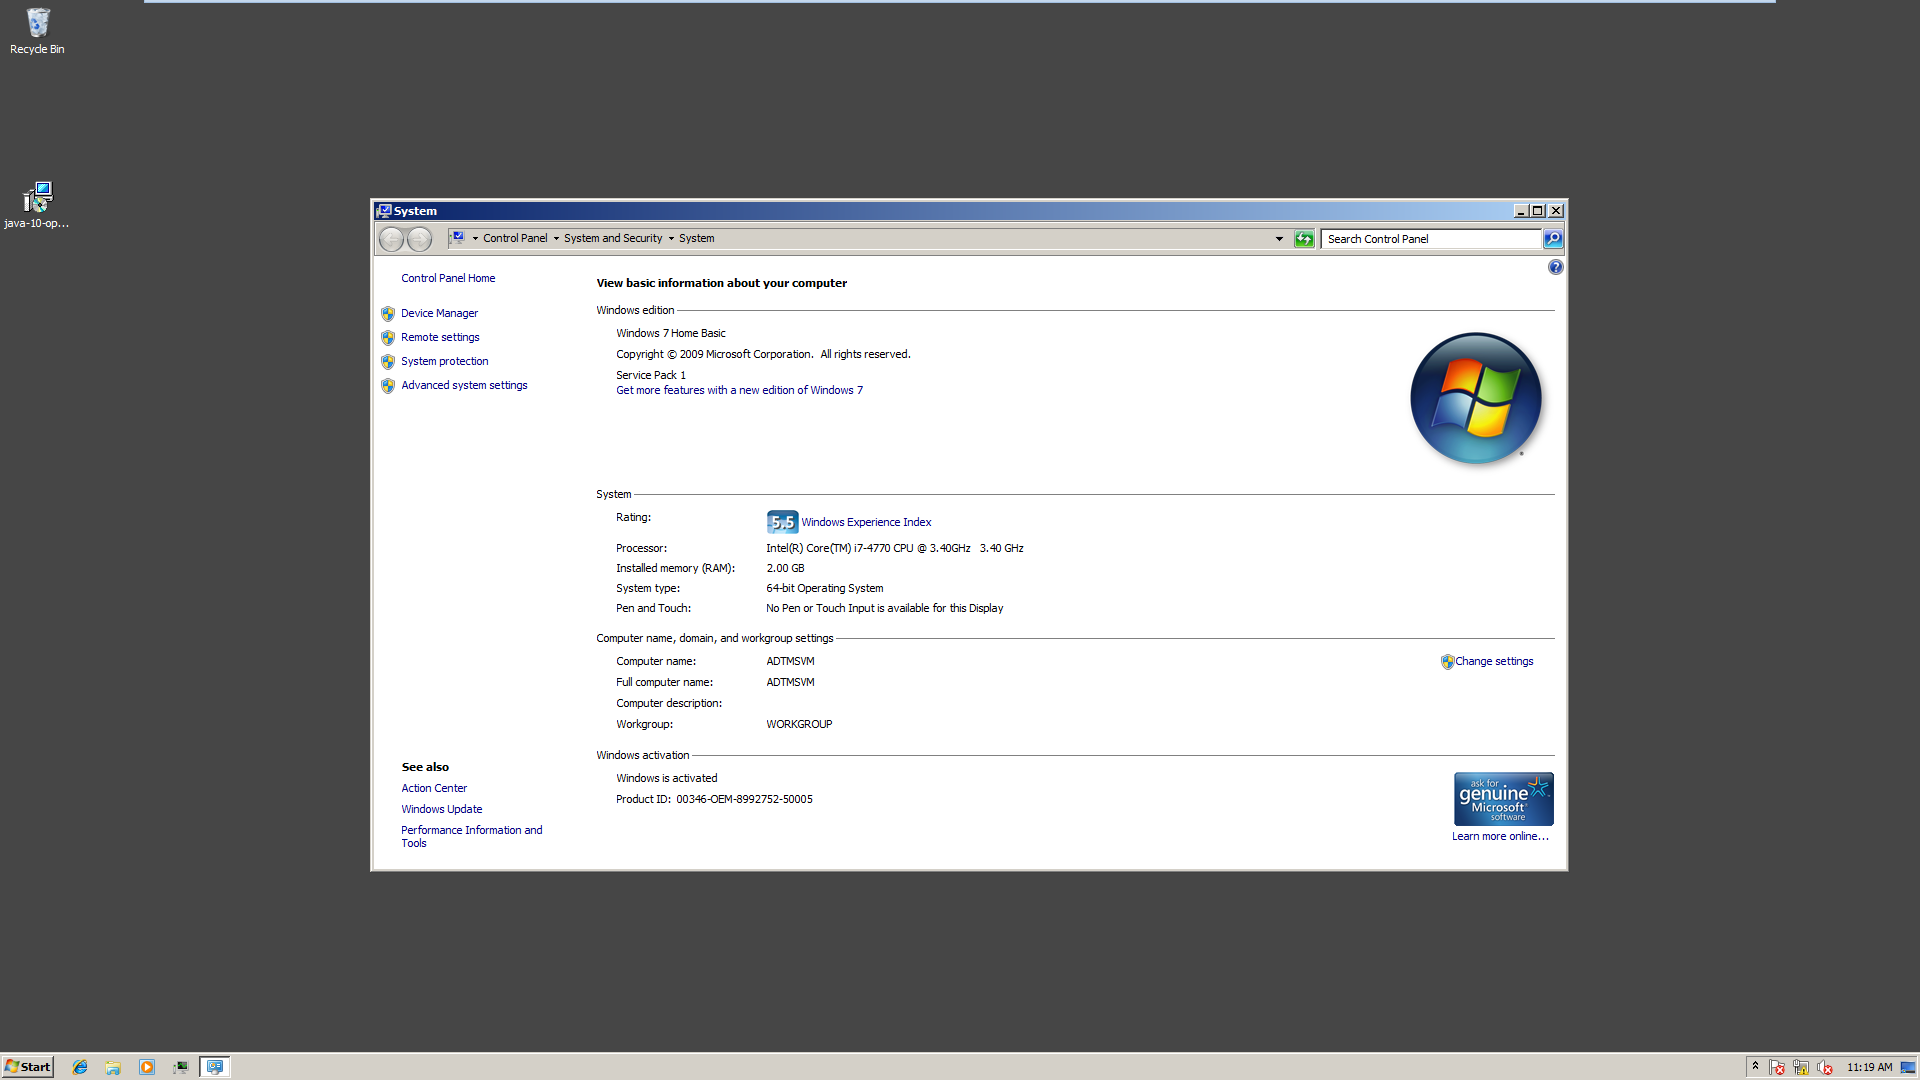 Recycle Bin
java-10-op...
System
Control Panel
System and Security
System
Search Control Panel
Control Panel Home
Device Manager
Remote settings
System protection
Advanced system settings
View basic information about your computer
Windows edition
Windows 7 Home Basic
Copyright © 2009 Microsoft Corporation.  All rights reserved.
Service Pack 1
Get more features with a new edition of Windows 7
System
Rating:
5.5 Windows Experience Index
Processor: Intel(R) Core(TM) i7-4770 CPU @ 3.40GHz   3.40 GHz
Installed memory (RAM): 2.00 GB
System type: 64-bit Operating System
Pen and Touch: No Pen or Touch Input is available for this Display
Computer name, domain, and workgroup settings
Computer name: ADTMSVM
Change settings
Full computer name: ADTMSVM
Computer description:
Workgroup: WORKGROUP
Windows activation
Windows is activated
Product ID: 00346-OEM-8992752-50005
ask for
genuine
Microsoft
software
Learn more online...
See also
Action Center
Windows Update
Performance Information and
Tools
Start
11:19 AM